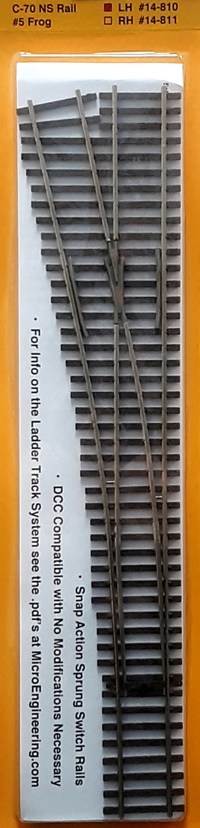 C-70 NS Rail
#5 Frog
LH #14-810
RH #14-811
• Snap Action Sprung Switch Rails
• DCC Compatible with No Modifications Necessary
• For Info on the Ladder Track System see the .pdf's at MicroEngineering.com